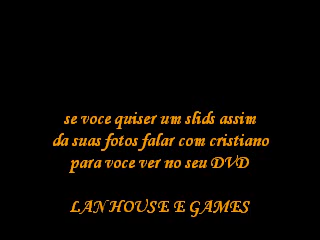 se voce quiser um slids assim
da suas fotos falar com cristiano
para voce ver no seu DVD
LAN HOUSE E GAMES